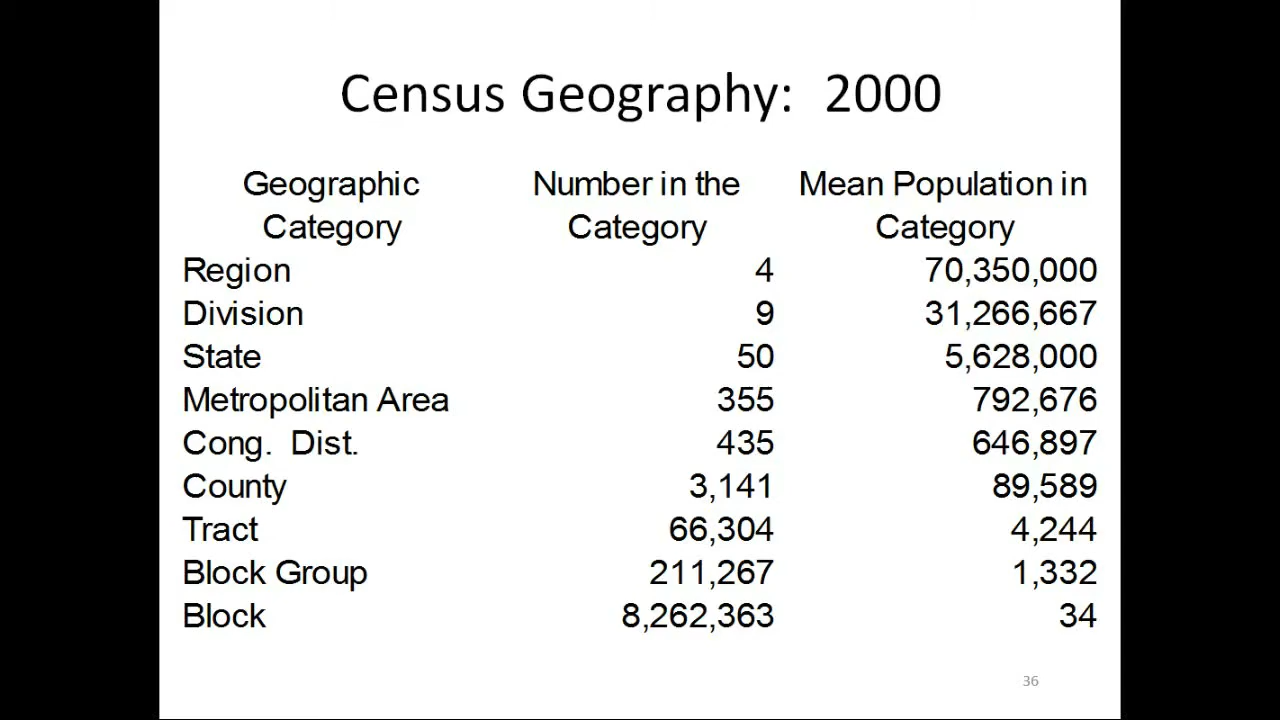 Census Geography:  2000
Geographic Category Number in the Category Mean Population in Category
Region 4 70,350,000
Division 9 31,266,667
State 50 5,628,000
Metropolitan Area 355 792,676
Cong.  Dist. 435 646,897
County 3,141 89,589
Tract 66,304 4,244
Block Group 211,267 1,332
Block 8,262,363 34
36